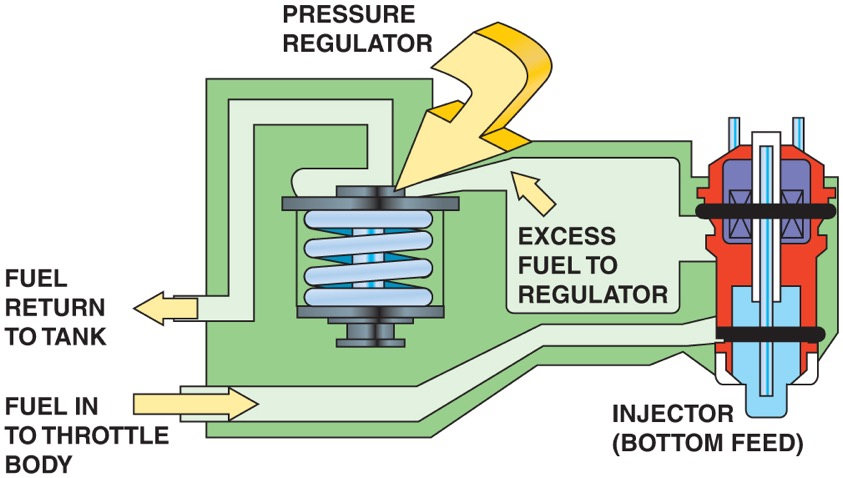 PRESSURE
REGULATOR
EXCESS
FUEL TO
REGULATOR
FUEL
RETURN
TO TANK
FUEL IN
TO THROTTLE
BODY
INJECTOR
(BOTTOM FEED)